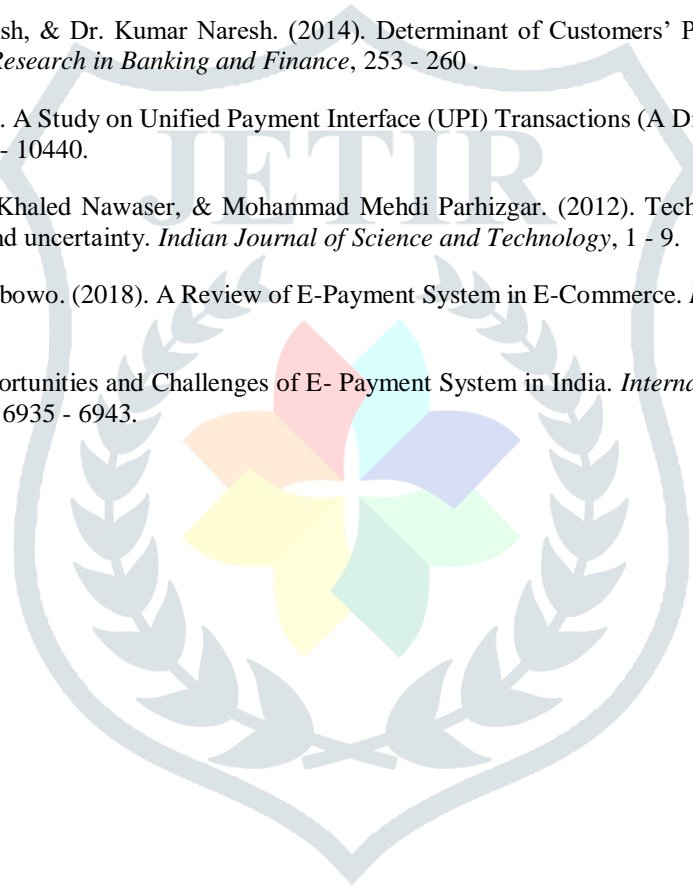 sh, & Dr. Kumar Naresh. (2014). Determinant of Customers’ P
Research in Banking and Finance, 253 - 260 .
. A Study on Unified Payment Interface (UPI) Transactions (A D
- 10440.
Khaled Nawaser, & Mohammad Mehdi Parhizgar. (2012). Tech
nd uncertainty. Indian Journal of Science and Technology, 1 - 9.
bowo. (2018). A Review of E-Payment System in E-Commerce.
ortunities and Challenges of E- Payment System in India. Interna
6935 - 6943.
JETIR